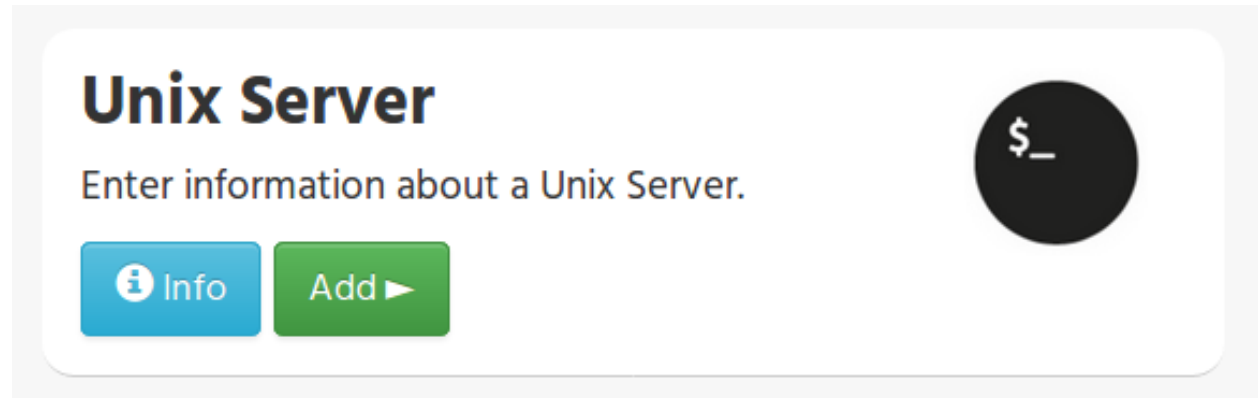 Unix Server
$_
Enter information about a Unix Server.
Info
Add ►